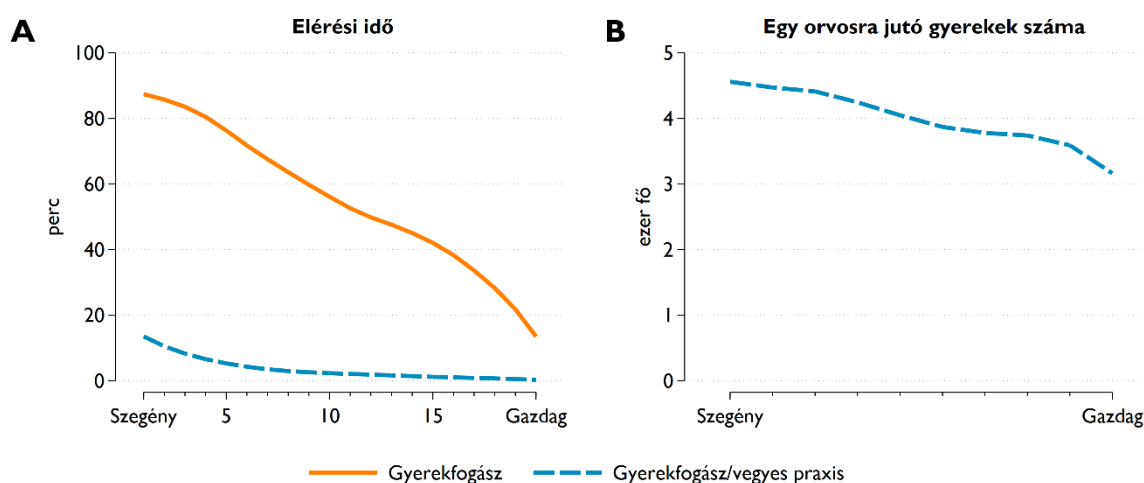 A
Elérési idő
perc
100
80
60
40
20
0
Szegény 5 10 15 Gazdag
B
Egy orvosra jutó gyerekek száma
ezer fő
5
4
3
2
1
0
Szegény Gazdag
Gyerekfogász Gyerekfogász/vegyes praxis